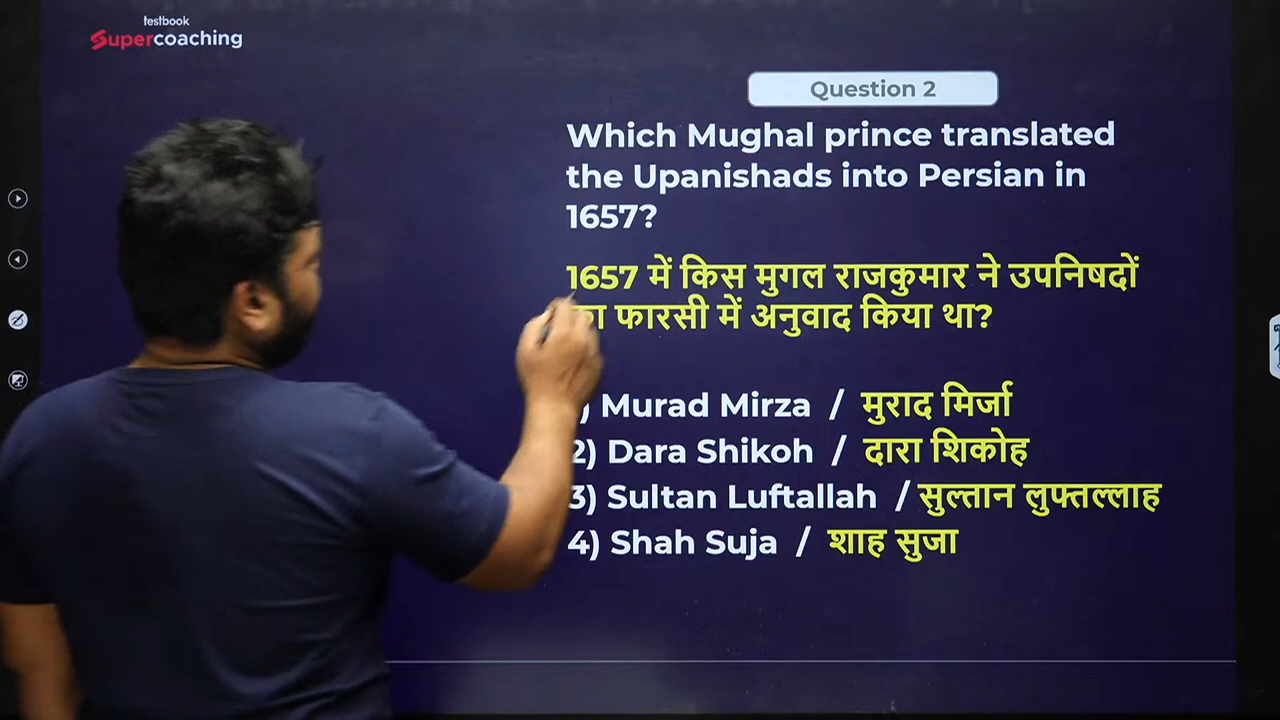 testbook
Supercoaching
Question 2
Which Mughal prince translated
the Upanishads into Persian in
1657?
1657 में किस मुगल राजकुमार ने उपनिषदों
फारसी में अनुवाद किया था?
) Murad Mirza / मुराद मिर्जा
2) Dara Shikoh / दारा शिकोह
3) Sultan Luftallah / सुल्तान लुफ्तल्लाह
4) Shah Suja / शाह सुजा